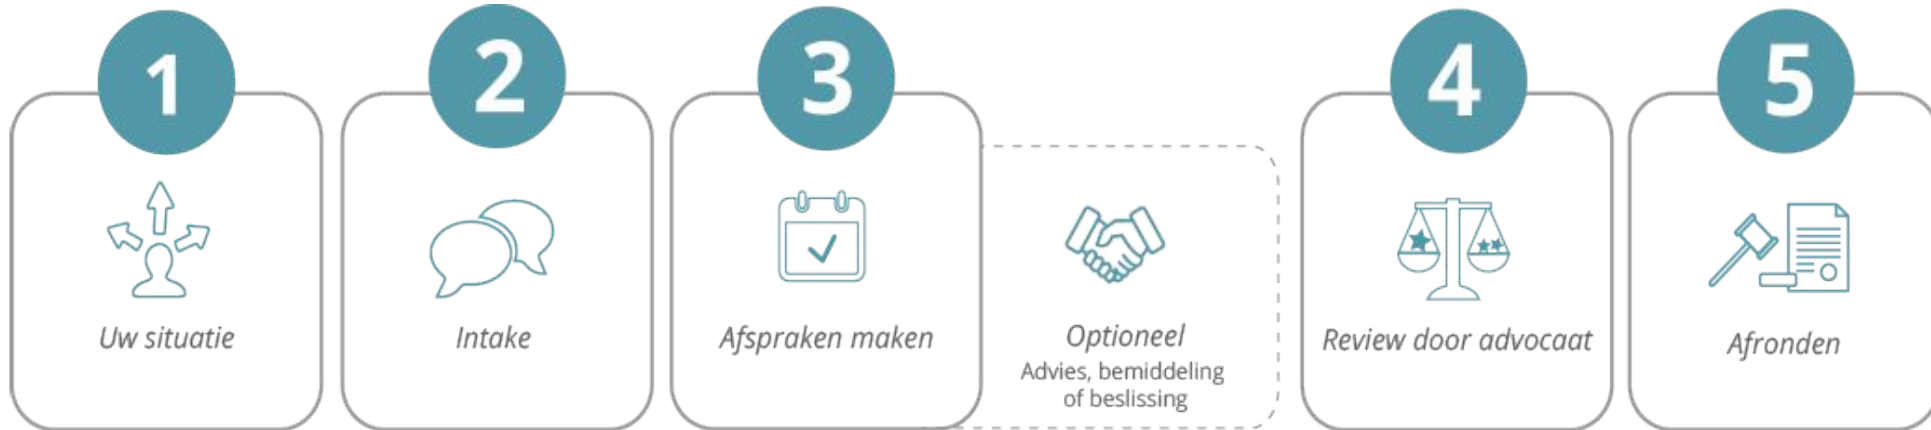 1
Uw situatie
2
Intake
3
Afspraken maken
Optioneel
Advies, bemiddeling
of beslissing
4
Review door advocaat
5
Afronden